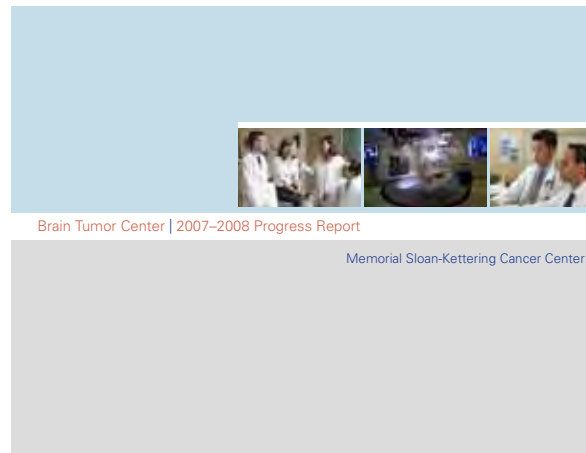 Brain Tumor Center | 2007–2008 Progress Report
Memorial Sloan-Kettering Cancer Center